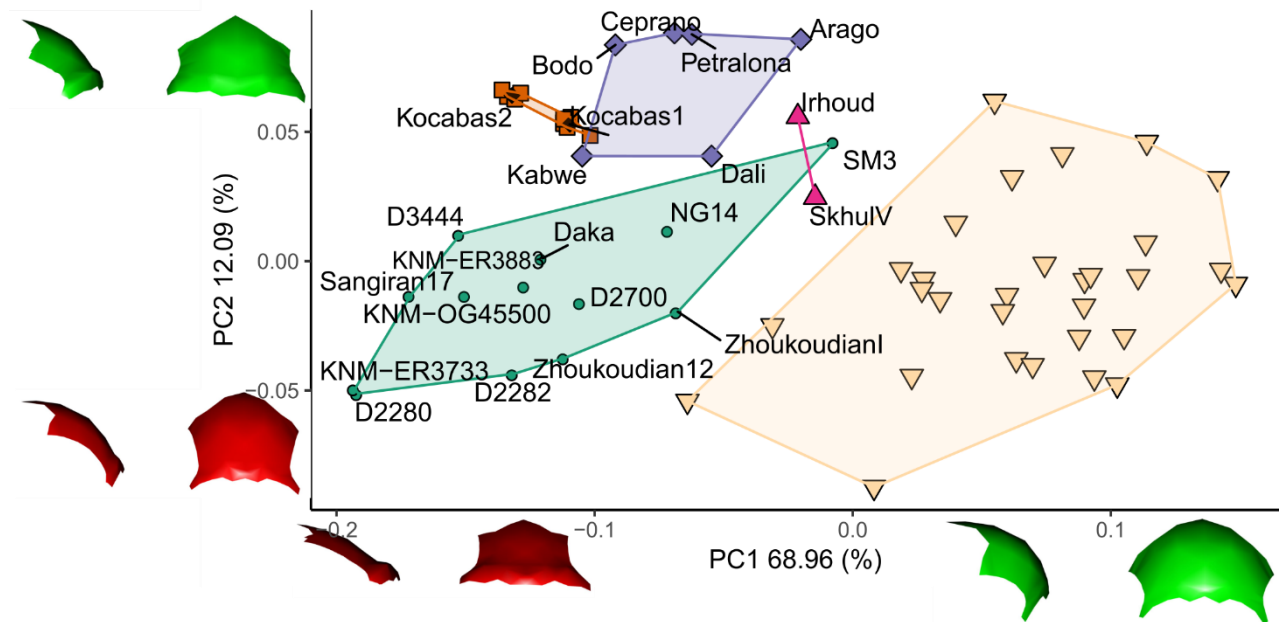 Ceprano
Arago
Bodo
Petralona
Irhoud
Kocabas2
Kocabas1
0.05
Kabwe
Dali
SM3
SkhulV
D3444
NG14
Daka
KNM−ER3883
0.00
Sangiran17
KNM−OG45500
D2700
ZhoukoudianI
KNM−ER3733
Zhoukoudian12
−0.05
D2282
D2280
PC2 12.09 (%)
−0.2
−0.1
0.0
0.1
PC1 68.96 (%)